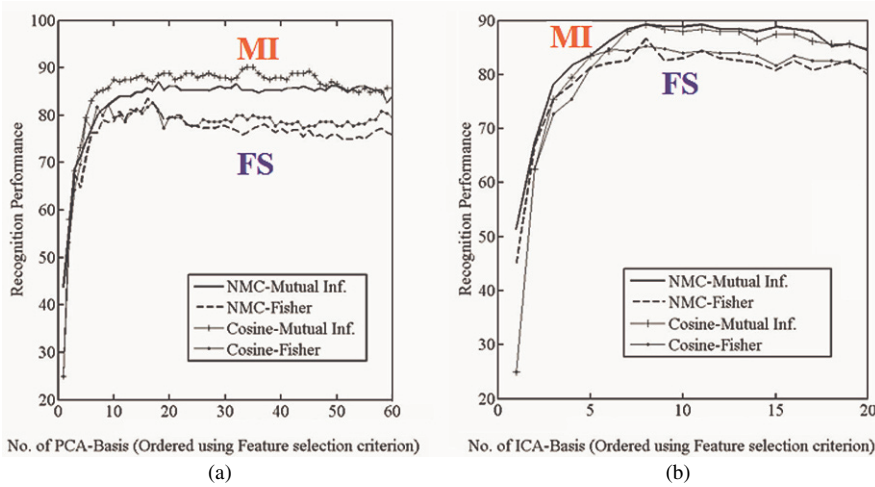 100
90
80
70
60
50
40
30
20
0
10
20
30
40
50
60
Recognition Performance
MI
FS
NMC-Mutual Inf.
NMC-Fisher
Cosine-Mutual Inf.
Cosine-Fisher
No. of PCA-Basis (Ordered using Feature selection criterion)
(a)
90
80
70
60
50
40
30
20
0
5
10
15
20
Recognition Performance
MI
FS
NMC-Mutual Inf.
NMC-Fisher
Cosine-Mutual Inf.
Cosine-Fisher
No. of ICA-Basis (Ordered using Feature selection criterion)
(b)